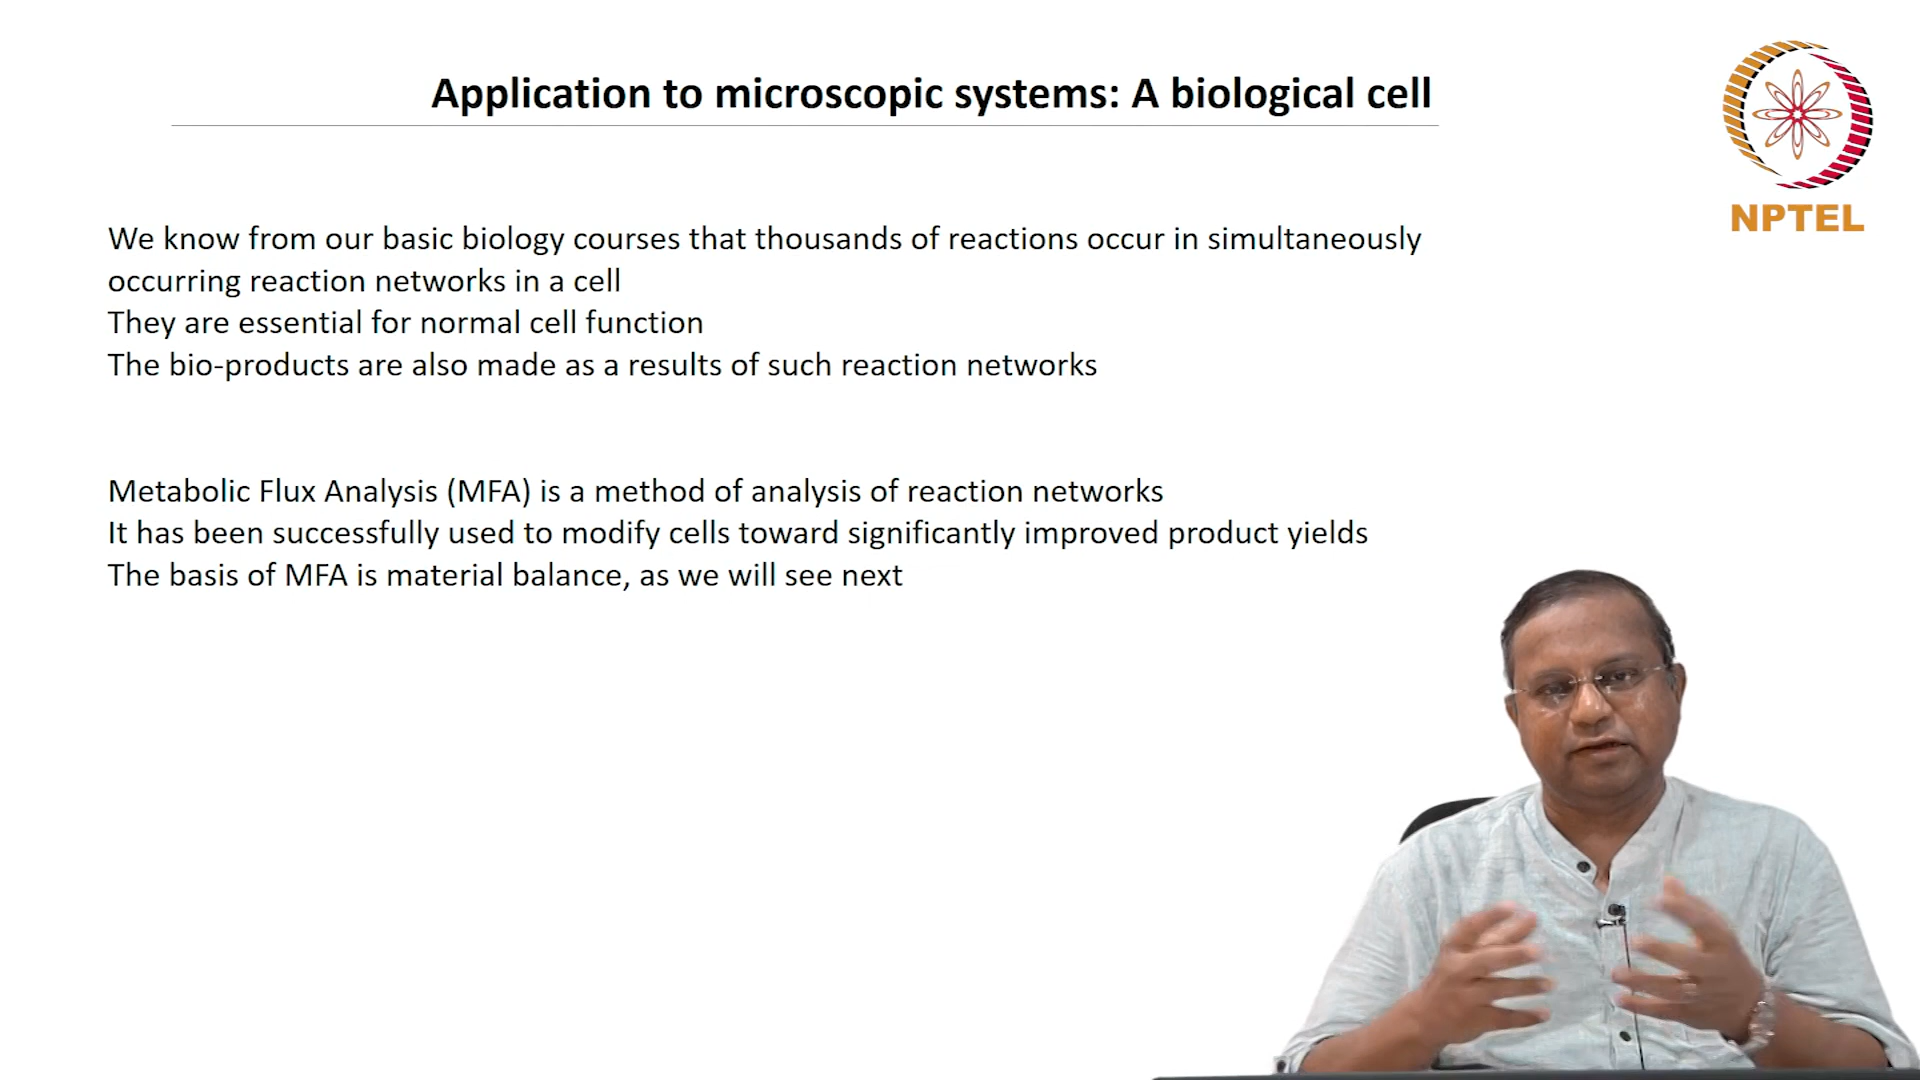 Application to microscopic systems: A biological cell
NPTEL
We know from our basic biology courses that thousands of reactions occur in simultaneously
occurring reaction networks in a cell
They are essential for normal cell function
The bio-products are also made as a results of such reaction networks
Metabolic Flux Analysis (MFA) is a method of analysis of reaction networks
It has been successfully used to modify cells toward significantly improved product yields
The basis of MFA is material balance, as we will see next